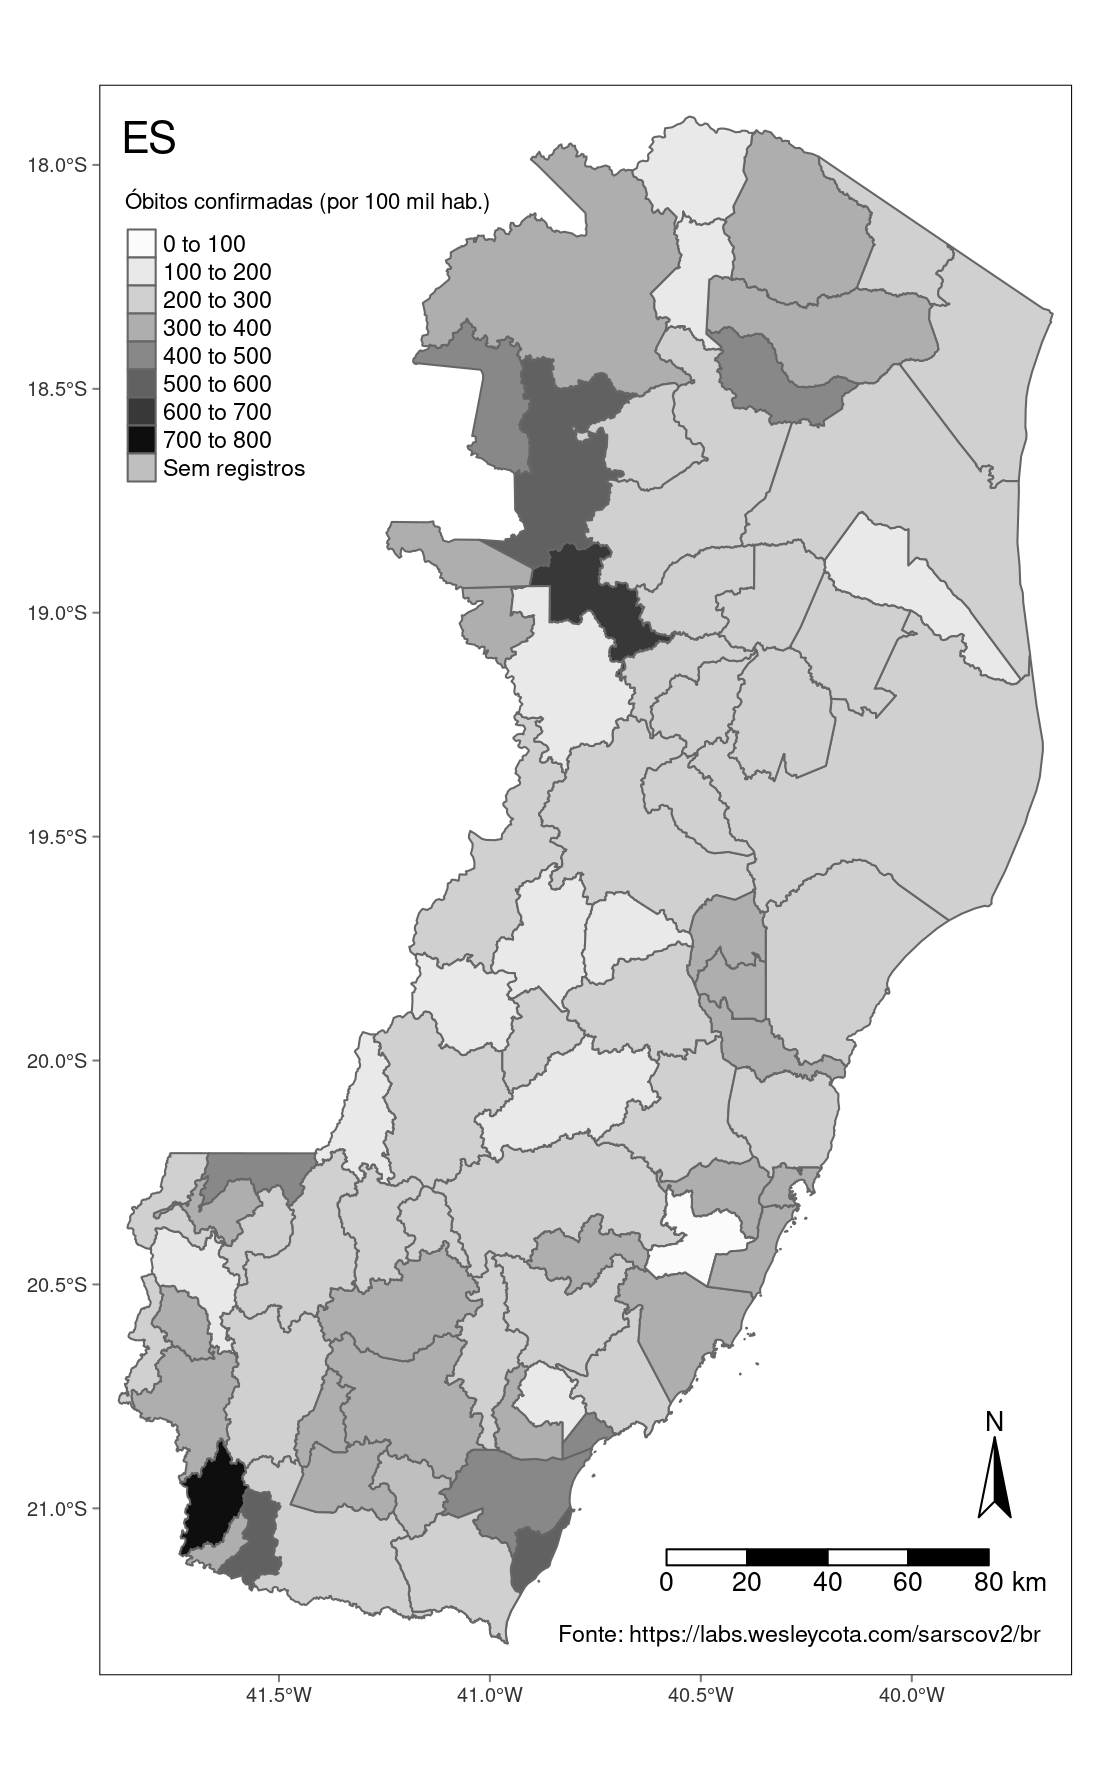 ES
Óbitos confirmadas (por 100 mil hab.)
0 to 100
100 to 200
200 to 300
300 to 400
400 to 500
500 to 600
600 to 700
700 to 800
Sem registros
18.0°S
18.5°S
19.0°S
19.5°S
20.0°S
20.5°S
21.0°S
N
0 20 40 60 80 km
Fonte: https://labs.wesleycota.com/sarscov2/br
41.5°W 41.0°W 40.5°W 40.0°W